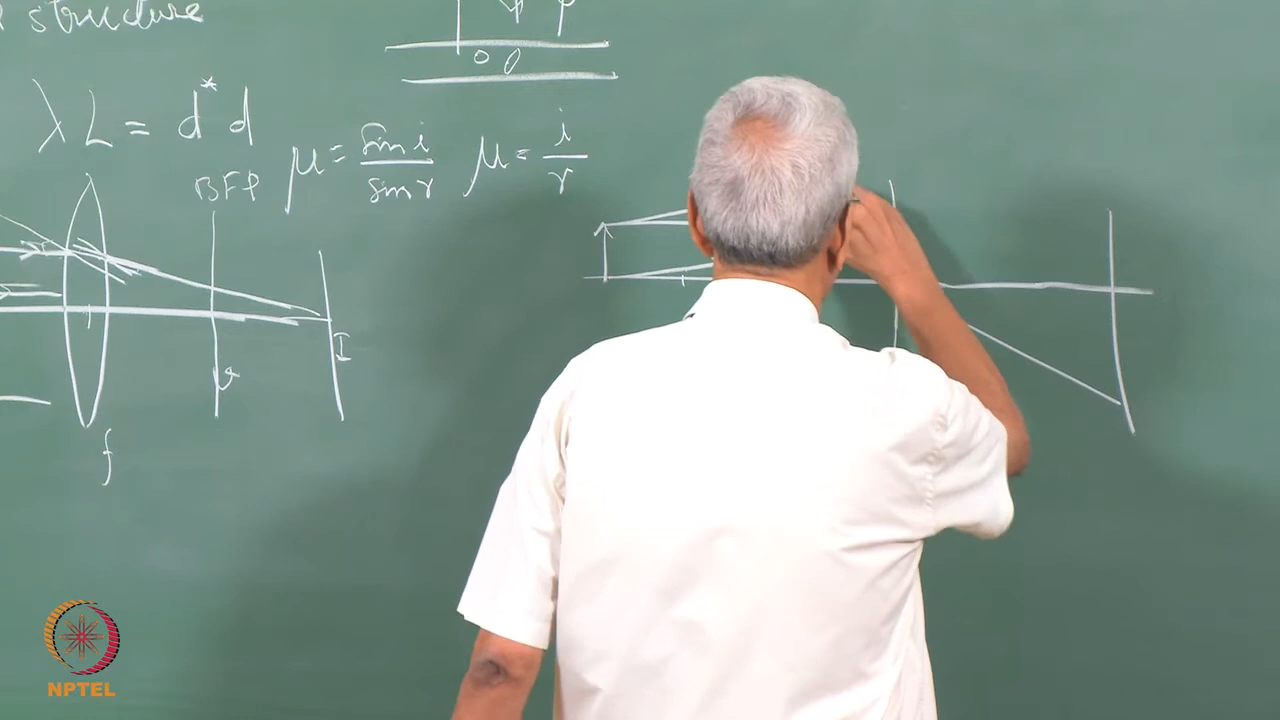 structure
λL = d* d
μ = sin i / sin r
μ = i / r
BFP
I
f
NPTEL